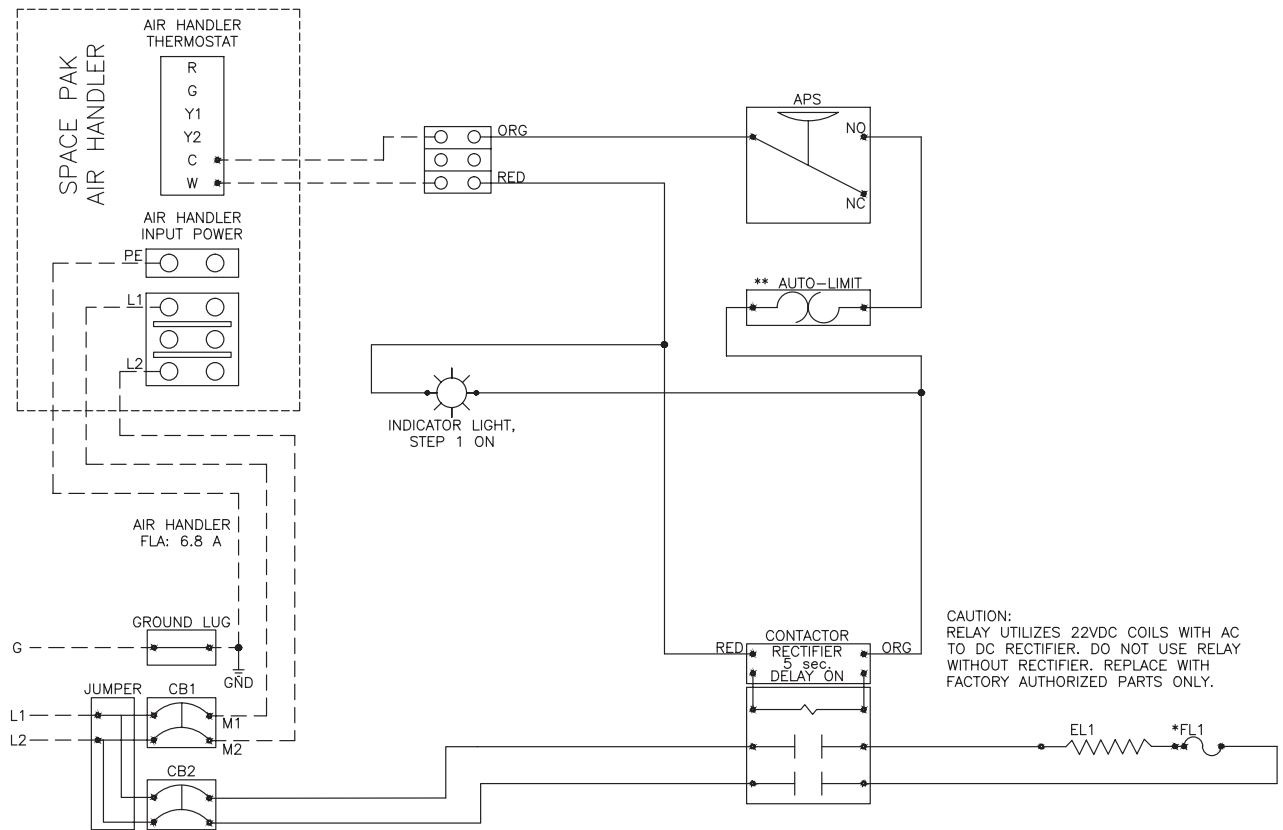 SPACE PAK
AIR HANDLER
AIR HANDLER
THERMOSTAT
R
G
Y1
Y2
C
W
AIR HANDLER
INPUT POWER
PE
L1
L2
ORG
RED
APS
NO
NC
** AUTO-LIMIT
INDICATOR LIGHT,
STEP 1 ON
AIR HANDLER
FLA: 6.8 A
GROUND LUG
G
GND
JUMPER
CB1
L1
M1
L2
M2
CB2
CONTACTOR
RED
RECTIFIER
ORG
5 sec.
DELAY ON
CAUTION:
RELAY UTILIZES 22VDC COILS WITH AC
TO DC RECTIFIER. DO NOT USE RELAY
WITHOUT RECTIFIER. REPLACE WITH
FACTORY AUTHORIZED PARTS ONLY.
EL1
*FL1